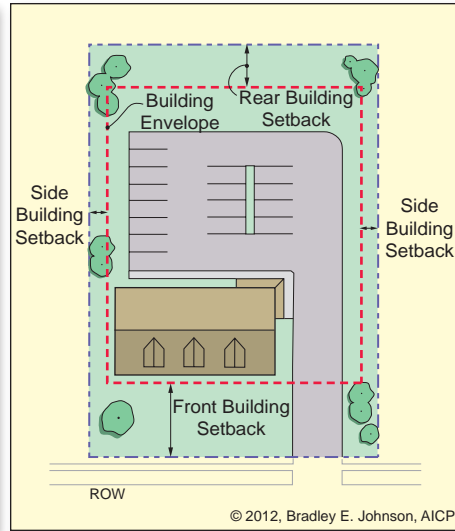 Building
Envelope
Rear Building
Setback
Side
Building
Setback
Side
Building
Setback
Front Building
Setback
ROW
© 2012, Bradley E. Johnson, AICP